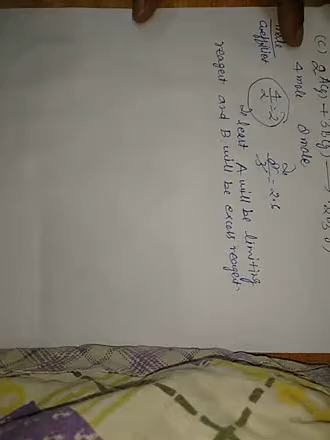 (C) 2A(g) + 3B(g) →
4 mole 8 mole
mole
coefficient 4/2 = 2 8/3 = 2.6
least A will be limiting
reagent and B will be excess reagent.